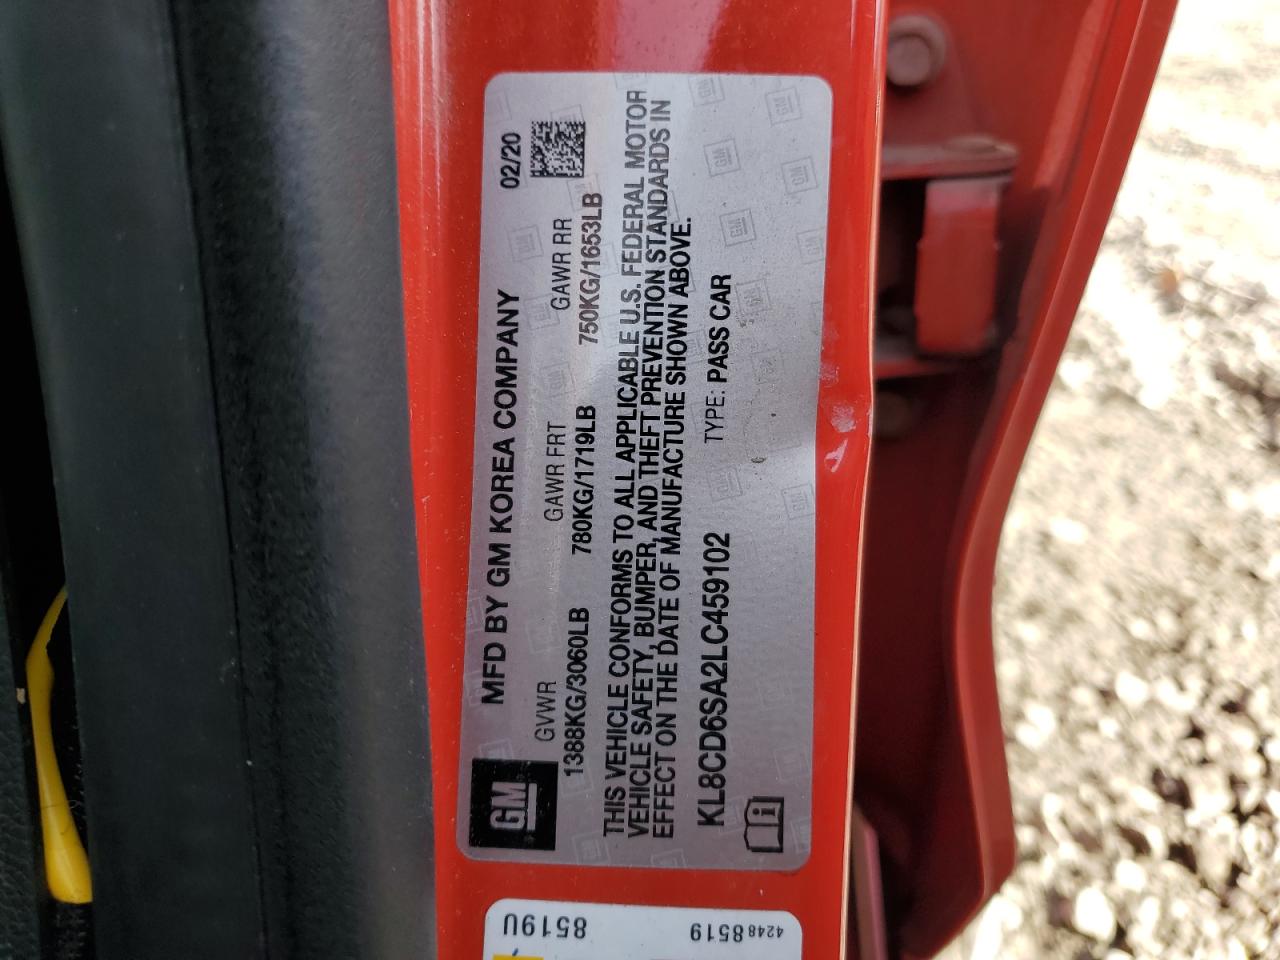 GM
MFD BY GM KOREA COMPANY 02/20
GVWR GAWR FRT GAWR RR
1388KG/3060LB 780KG/1719LB 750KG/1653LB
THIS VEHICLE CONFORMS TO ALL APPLICABLE U.S. FEDERAL MOTOR
VEHICLE SAFETY, BUMPER, AND THEFT PREVENTION STANDARDS IN
EFFECT ON THE DATE OF MANUFACTURE SHOWN ABOVE..
KL8CD6SA2LC459102 TYPE: PASS CAR
42488519
8519U